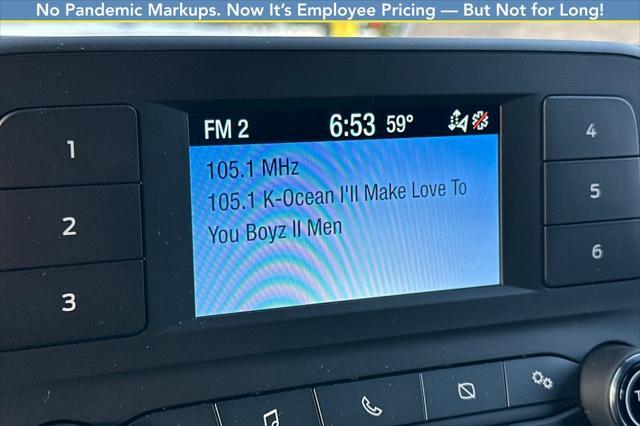 No Pandemic Markups. Now It's Employee Pricing — But Not for Long!
FM 2 6:53 59°
105.1 MHz
105.1 K-Ocean I'll Make Love To
You Boyz II Men
1
2
3
4
5
6